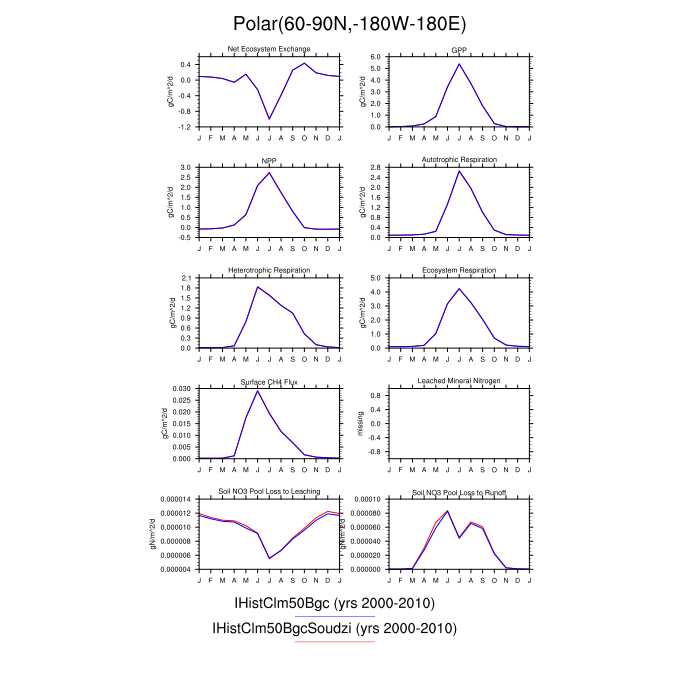 Polar(60-90N,-180W-180E)
Net Ecosystem Exchange
gC/m^2/d
0.4
0.0
-0.4
-0.8
-1.2
J F M A M J J A S O N D J
GPP
gC/m^2/d
6.0
5.0
4.0
3.0
2.0
1.0
0.0
J F M A M J J A S O N D J
NPP
gC/m^2/d
3.0
2.5
2.0
1.5
1.0
0.5
0.0
-0.5
J F M A M J J A S O N D J
Autotrophic Respiration
gC/m^2/d
2.8
2.4
2.0
1.6
1.2
0.8
0.4
0.0
J F M A M J J A S O N D J
Heterotrophic Respiration
gC/m^2/d
2.1
1.8
1.5
1.2
0.9
0.6
0.3
0.0
J F M A M J J A S O N D J
Ecosystem Respiration
gC/m^2/d
5.0
4.0
3.0
2.0
1.0
0.0
J F M A M J J A S O N D J
Surface CH4 Flux
gC/m^2/d
0.030
0.025
0.020
0.015
0.010
0.005
0.000
J F M A M J J A S O N D J
Leached Mineral Nitrogen
missing
0.8
0.4
0.0
-0.4
-0.8
J F M A M J J A S O N D J
Soil NO3 Pool Loss to Leaching
gN/m^2/d
0.000014
0.000012
0.000010
0.000008
0.000006
0.000004
J F M A M J J A S O N D J
Soil NO3 Pool Loss to Runoff
gN/m^2/d
0.00010
0.000080
0.000060
0.000040
0.000020
0.000000
J F M A M J J A S O N D J
IHistClm50Bgc (yrs 2000-2010)
IHistClm50BgcSoudzi (yrs 2000-2010)